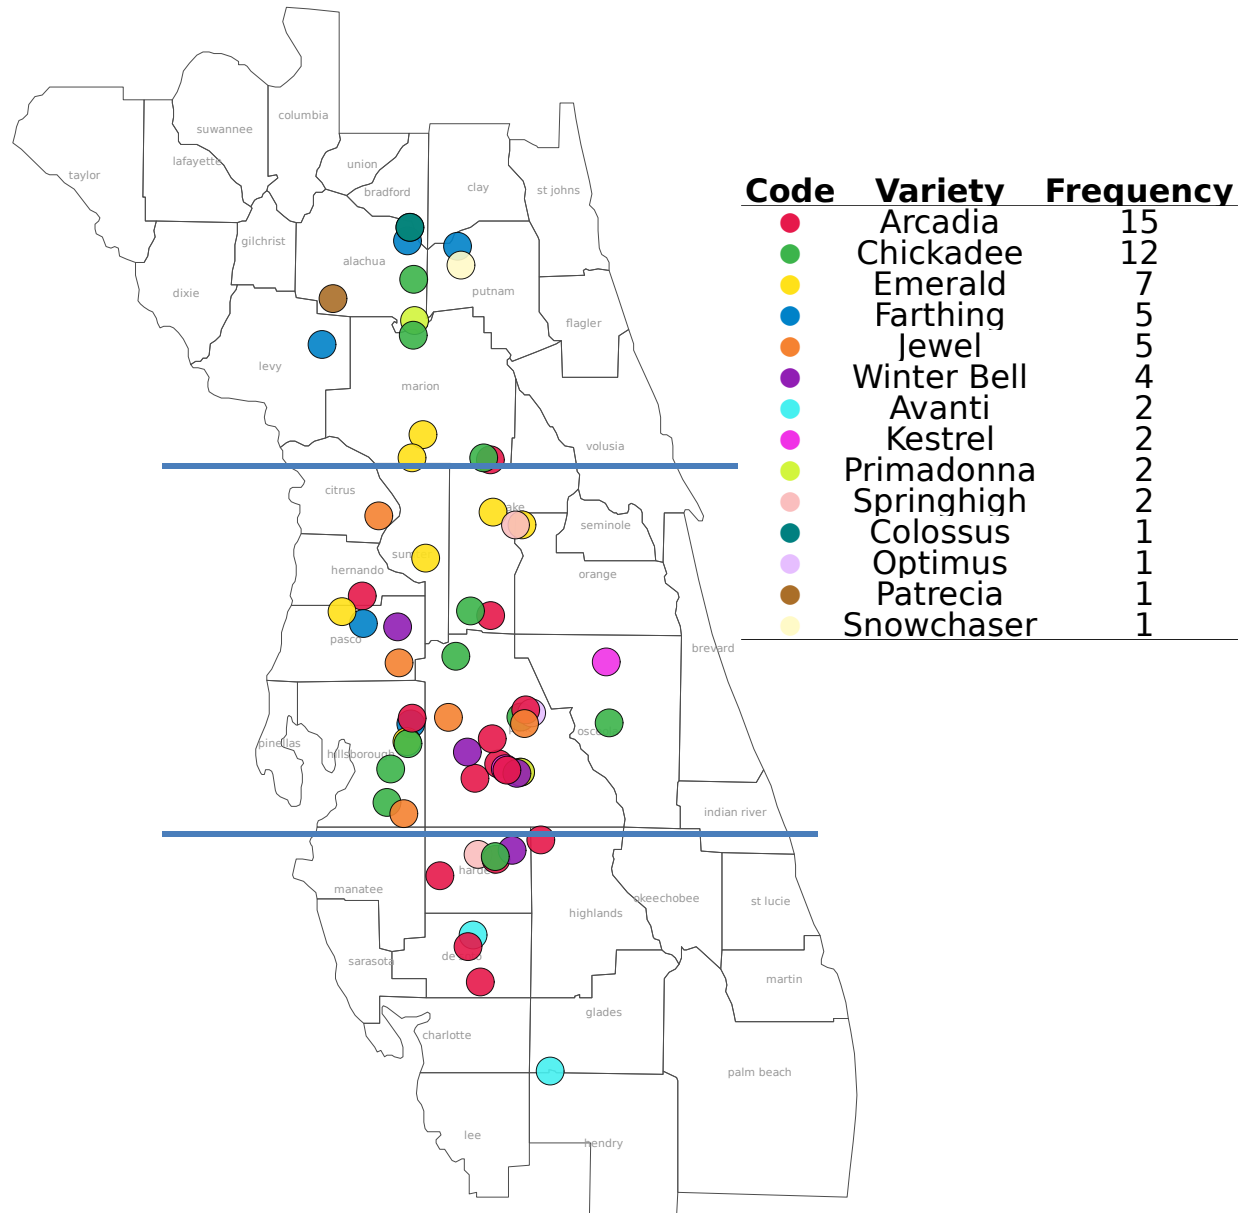 columbia
suwannee
lafayette
union
taylor
bradford
clay
st johns
gilchrist
alachua
dixie
putnam
flagler
levy
marion
volusia
citrus
seminole
hernando
orange
pasco
brevard
pinellas
hillsborough
indian river
manatee
highlands
okeechobee
st lucie
sarasota
martin
charlotte
glades
palm beach
lee
hendry
Code Variety Frequency
Arcadia 15
Chickadee 12
Emerald 7
Farthing 5
Jewel 5
Winter Bell 4
Avanti 2
Kestrel 2
Primadonna 2
Springhigh 2
Colossus 1
Optimus 1
Patrecia 1
Snowchaser 1